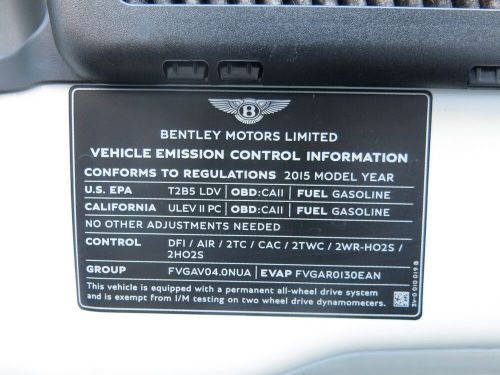 B
BENTLEY MOTORS LIMITED
VEHICLE EMISSION CONTROL INFORMATION
CONFORMS TO REGULATIONS 2015 MODEL YEAR
U.S. EPA T2B5 LDV OBD:CAII FUEL GASOLINE
CALIFORNIA ULEV II PC OBD:CAII FUEL GASOLINE
NO OTHER ADJUSTMENTS NEEDED
CONTROL DFI / AIR / 2TC / CAC / 2TWC / 2WR-HO2S /
2HO2S
GROUP FVGAV04.0NUA EVAP FVGAR0130EAN
This vehicle is equipped with a permanent all-wheel drive system
and is exempt from I/M testing on two wheel drive dynamometers.